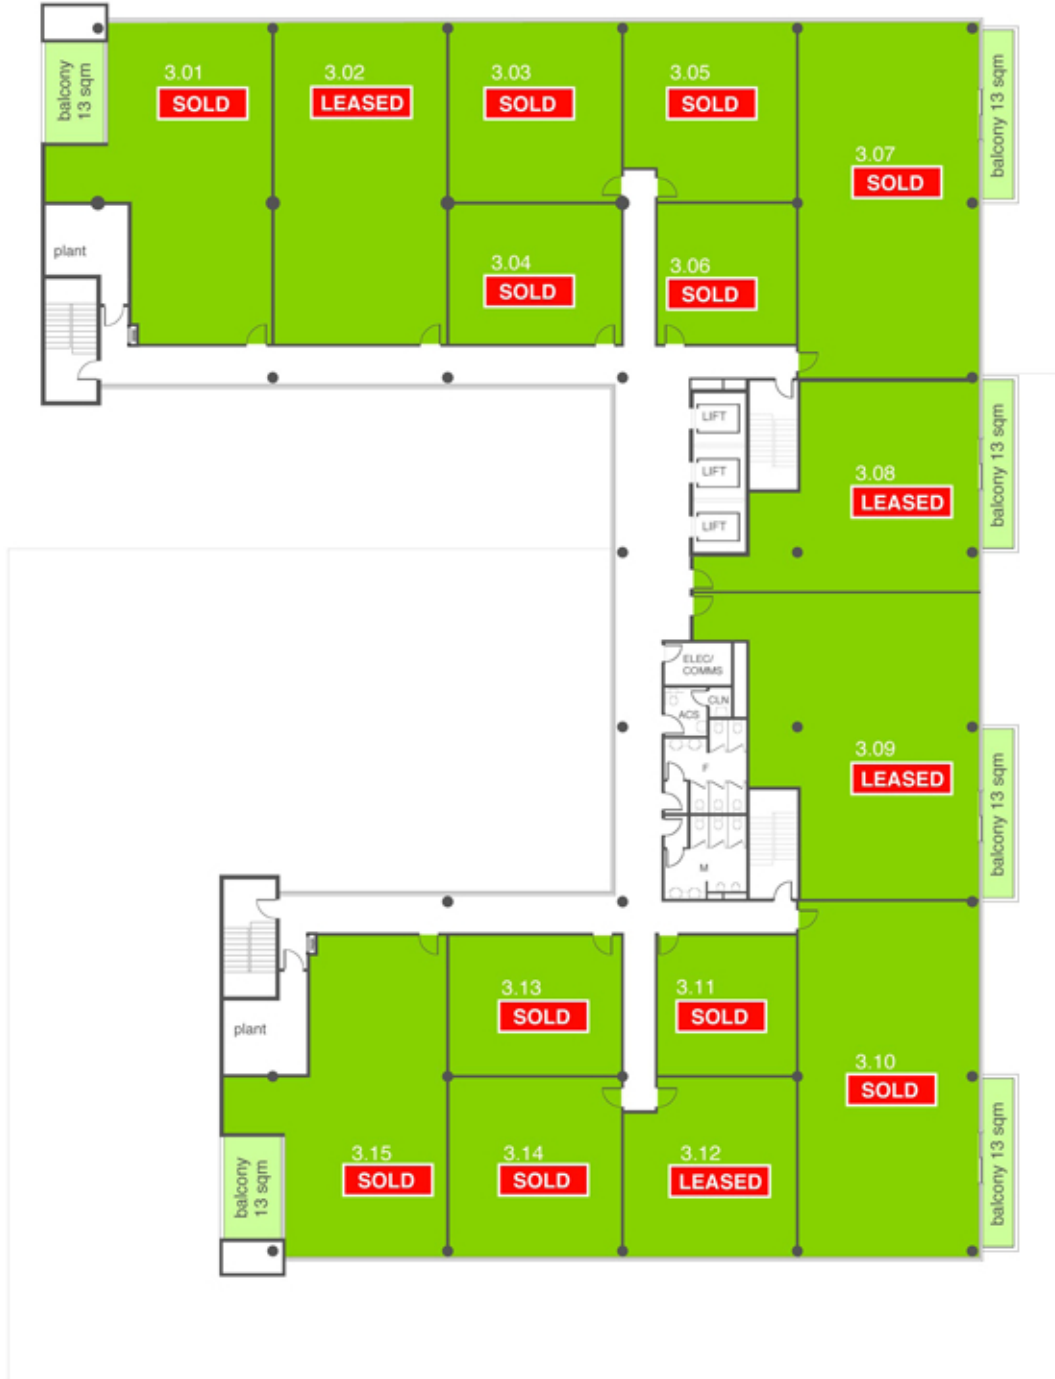 balcony
13 sqm
3.01
SOLD
3.02
LEASED
3.03
SOLD
3.05
SOLD
3.07
SOLD
balcony 13 sqm
plant
3.04
SOLD
3.06
SOLD
LIFT
LIFT
LIFT
3.08
LEASED
balcony 13 sqm
ELEC/
COMMS
CLN
ACS
F
M
3.09
LEASED
balcony 13 sqm
plant
3.13
SOLD
3.11
SOLD
3.10
SOLD
balcony 13 sqm
balcony
13 sqm
3.15
SOLD
3.14
SOLD
3.12
LEASED